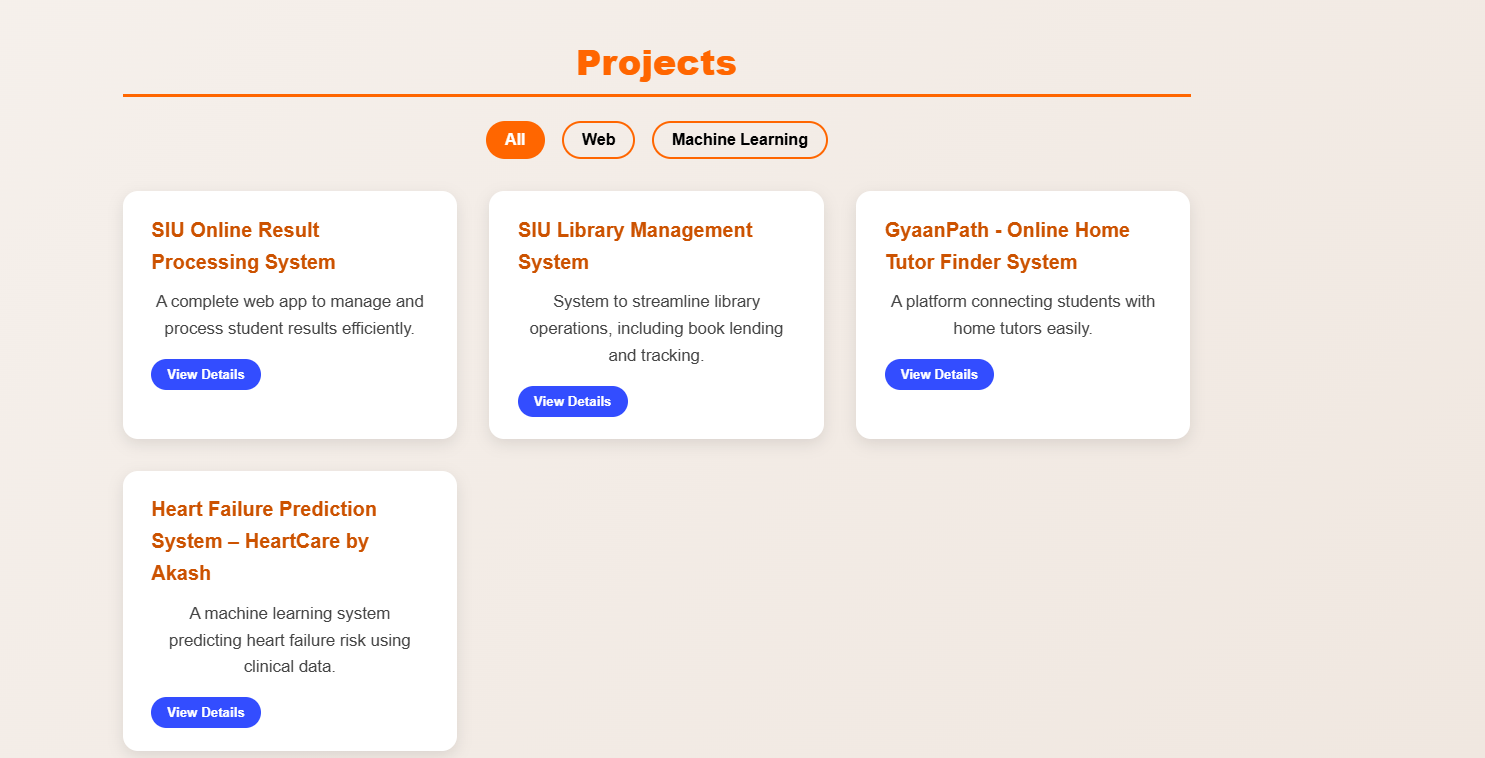 Projects
All
Web
Machine Learning
SIU Online Result
Processing System
A complete web app to manage and
process student results efficiently.
View Details
SIU Library Management
System
System to streamline library
operations, including book lending
and tracking.
View Details
GyaanPath - Online Home
Tutor Finder System
A platform connecting students with
home tutors easily.
View Details
Heart Failure Prediction
System – HeartCare by
Akash
A machine learning system
predicting heart failure risk using
clinical data.
View Details